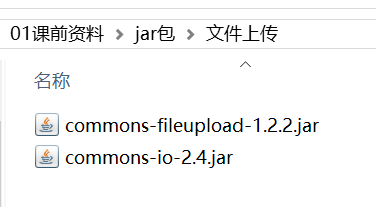 01课前资料 > jar包 > 文件上传
名称
commons-fileupload-1.2.2.jar
commons-io-2.4.jar